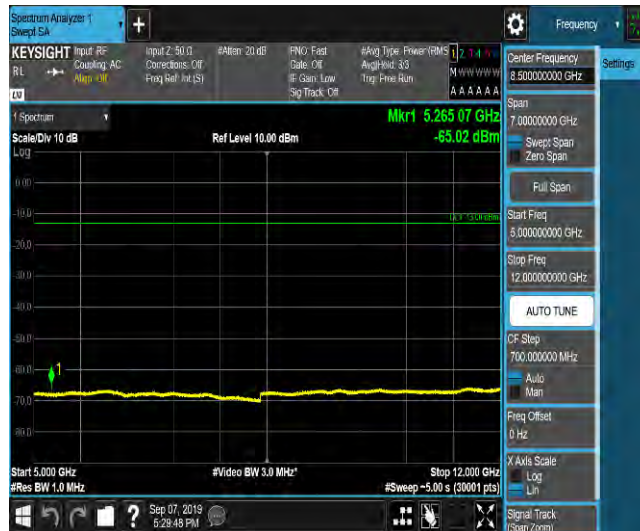 Spectrum Analyzer 1
Swept SA
Frequency
KEYSIGHT
Input: RF
Input Z: 50 Ω
#Atten: 20 dB
PNO: Fast
#Avg Type: Power (RMS
1 2
RL
Coupling: AC
Corrections: Off
Gate: Off
Avg|Hold: 3/3
M W W W W W
Align: Off
Freq Ref: Int (S)
IF Gain: Low
Trig: Free Run
Sig Track: Off
A A A A A A
LXI
1 Spectrum
Mkr1 5.265 07 GHz
Scale/Div 10 dB
Ref Level 10.00 dBm
-65.02 dBm
Log
0.00
-10.0
-20.0
-30.0
-40.0
-50.0
-60.0
-70.0
-80.0
1
Start 5.000 GHz
#Video BW 3.0 MHz*
Stop 12.000 GHz
#Res BW 1.0 MHz
#Sweep ~5.00 s (30001 pts)
Sep 07, 2019
5:29:48 PM
Center Frequency
8.500000000 GHz
Settings
Span
7.00000000 GHz
Swept Span
Zero Span
Full Span
Start Freq
5.000000000 GHz
Stop Freq
12.000000000 GHz
AUTO TUNE
CF Step
700.000000 MHz
Auto
Man
Freq Offset
0 Hz
X Axis Scale
Log
Lin
Signal Track
(Span Zoom)